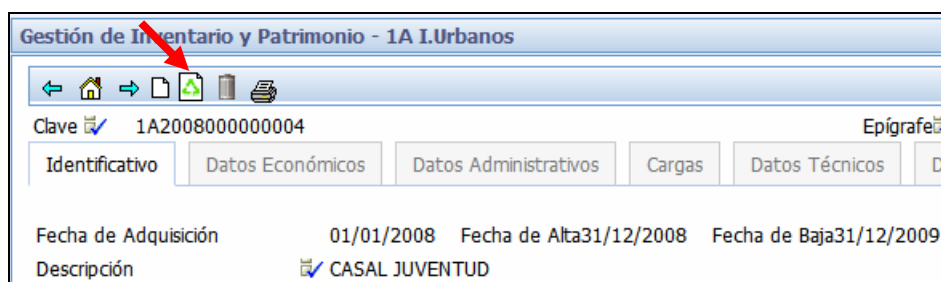 Gestión de Inventario y Patrimonio - 1A I.Urbanos
Clave 1A2008000000004 Epígrafe
Identificativo Datos Económicos Datos Administrativos Cargas Datos Técnicos D
Fecha de Adquisición 01/01/2008 Fecha de Alta31/12/2008 Fecha de Baja31/12/2009
Descripción CASAL JUVENTUD